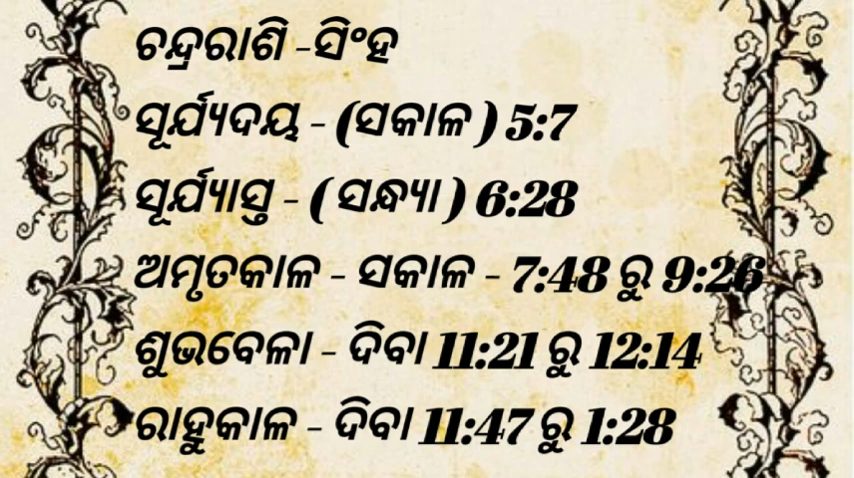 ଚନ୍ଦ୍ରରାଶି -ସିଂହ
ସୂର୍ଯ୍ୟଦୟ - (ସକାଳ ) 5:7
ସୂର୍ଯ୍ୟାସ୍ତ - ( ସନ୍ଧ୍ୟା ) 6:28
ଅମୃତକାଳ - ସକାଳ - 7:48 ରୁ 9:26
ଶୁଭବେଳା - ଦିବା 11:21 ରୁ 12:14
ରାହୁକାଳ - ଦିବା 11:47 ରୁ 1:28